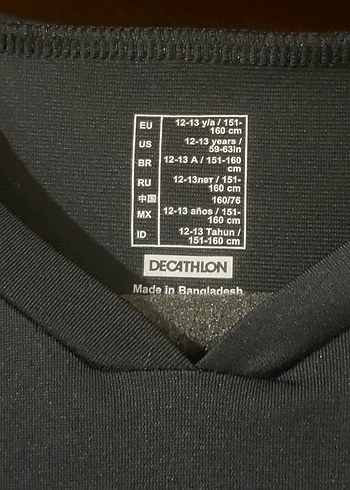 EU 12-13 y/a / 151-
160 cm
US 12-13 years /
59-63in
BR 12-13 A / 151-160
cm
RU 12-13лет / 151-
160 cm
中国 160/76
MX 12-13 años / 151-
160 cm
ID 12-13 Tahun /
151-160 cm
DECATHLON
Made in Bangladesh